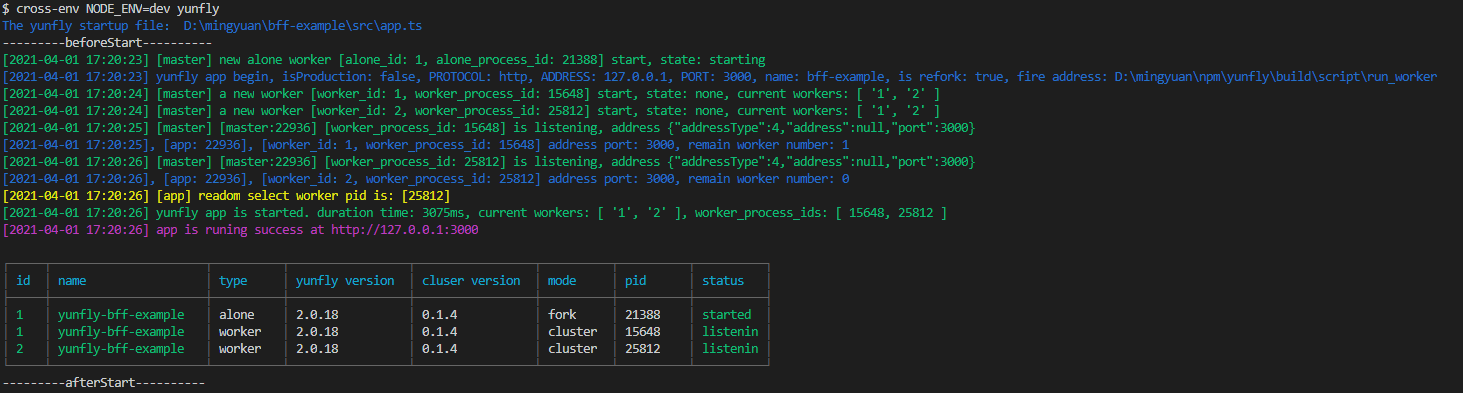 $ cross-env NODE_ENV=dev yunfly
The yunfly startup file:  D:\mingyuan\bff-example\src\app.ts
---------beforeStart----------
[2021-04-01 17:20:23] [master] new alone worker [alone_id: 1, alone_process_id: 21388] start, state: starting
[2021-04-01 17:20:23] yunfly app begin, isProduction: false, PROTOCOL: http, ADDRESS: 127.0.0.1, PORT: 3000, name: bff-example, is refork: true, fire address: D:\mingyuan\npm\yunfly\build\script\run_worker
[2021-04-01 17:20:24] [master] a new worker [worker_id: 1, worker_process_id: 15648] start, state: none, current workers: [ '1', '2' ]
[2021-04-01 17:20:24] [master] a new worker [worker_id: 2, worker_process_id: 25812] start, state: none, current workers: [ '1', '2' ]
[2021-04-01 17:20:25] [master] [master:22936] [worker_process_id: 15648] is listening, address {"addressType":4,"address":null,"port":3000}
[2021-04-01 17:20:25], [app: 22936], [worker_id: 1, worker_process_id: 15648] address port: 3000, remain worker number: 1
[2021-04-01 17:20:26] [master] [master:22936] [worker_process_id: 25812] is listening, address {"addressType":4,"address":null,"port":3000}
[2021-04-01 17:20:26], [app: 22936], [worker_id: 2, worker_process_id: 25812] address port: 3000, remain worker number: 0
[2021-04-01 17:20:26] [app] readom select worker pid is: [25812]
[2021-04-01 17:20:26] yunfly app is started. duration time: 3075ms, current workers: [ '1', '2' ], worker_process_ids: [ 15648, 25812 ]
[2021-04-01 17:20:26] app is runing success at http://127.0.0.1:3000
id name type yunfly version cluser version mode pid status
1 yunfly-bff-example alone 2.0.18 0.1.4 fork 21388 started
1 yunfly-bff-example worker 2.0.18 0.1.4 cluster 15648 listenin
2 yunfly-bff-example worker 2.0.18 0.1.4 cluster 25812 listenin
---------afterStart----------